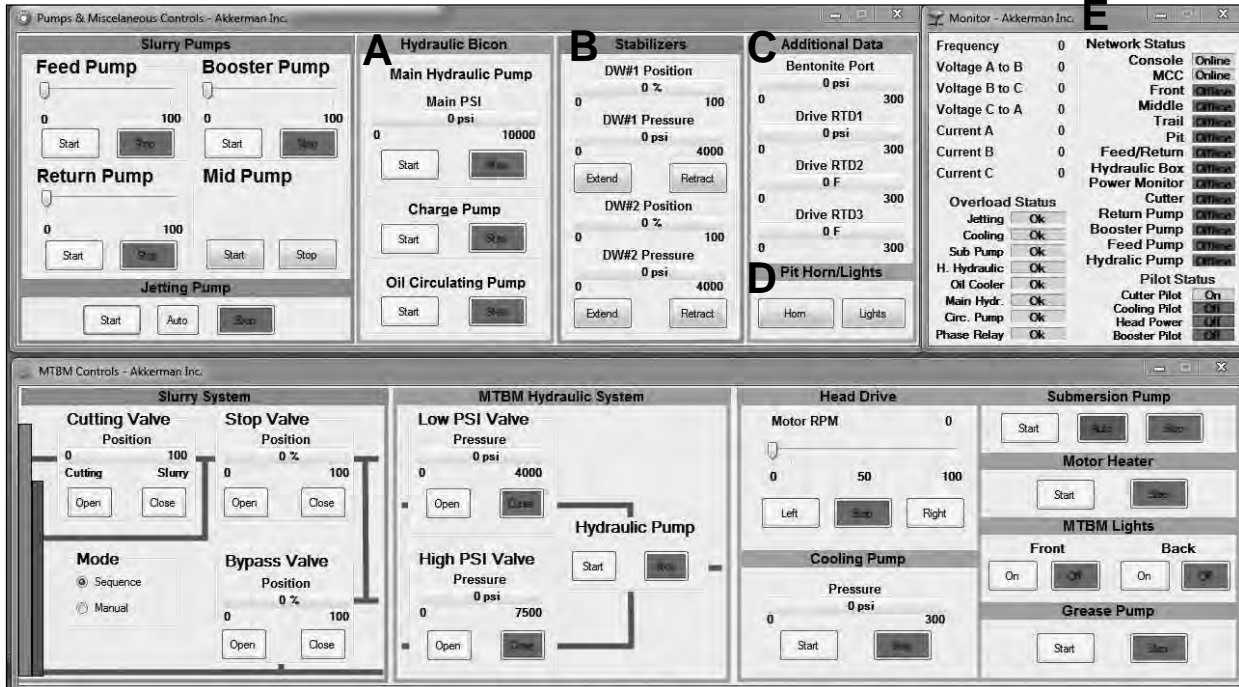 Pumps & Miscelaneous Controls - Akkerman Inc.
Slurry Pumps
Feed Pump
0 100
Start Stop
Booster Pump
0 100
Start Stop
Return Pump
0 100
Start Stop
Mid Pump
Start Stop
Jetting Pump
Start Auto Stop
A
Hydraulic Bicon
Main Hydraulic Pump
Main PSI
0 psi
0 10000
Start Stop
Charge Pump
Start Stop
Oil Circulating Pump
Start Stop
B
Stabilizers
DW#1 Position
0 %
0 100
DW#1 Pressure
0 psi
0 4000
Extend Retract
DW#2 Position
0 %
0 100
DW#2 Pressure
0 psi
0 4000
Extend Retract
C
Additional Data
Bentonite Port
0 psi
0 300
Drive RTD1
0 psi
0 300
Drive RTD2
0 F
0 300
Drive RTD3
0 F
0 300
D
Pit Horn/Lights
Horn Lights
Monitor - Akkerman Inc.
E
Frequency 0
Voltage A to B 0
Voltage B to C 0
Voltage C to A 0
Current A 0
Current B 0
Current C 0
Overload Status
Jetting Ok
Cooling Ok
Sub Pump Ok
H. Hydraulic Ok
Oil Cooler Ok
Main Hydr. Ok
Circ. Pump Ok
Phase Relay Ok
Network Status
Console Online
MCC Online
Front Offline
Middle Offline
Trail Offline
Pit Offline
Feed/Return Offline
Hydraulic Box Offline
Power Monitor Offline
Cutter Offline
Return Pump Offline
Booster Pump Offline
Feed Pump Offline
Hydralic Pump Offline
Pilot Status
Cutter Pilot On
Cooling Pilot Off
Head Power Off
Booster Pilot Off
MTBM Controls - Akkerman Inc.
Slurry System
Cutting Valve
Position
0 100
Cutting Slurry
Open Close
Stop Valve
Position
0 %
0 100
Open Close
Mode
Sequence
Manual
Bypass Valve
Position
0 %
0 100
Open Close
MTBM Hydraulic System
Low PSI Valve
Pressure
0 psi
0 4000
Open Close
Hydraulic Pump
Start Stop
High PSI Valve
Pressure
0 psi
0 7500
Open Close
Head Drive
Motor RPM 0
0 50 100
Left Stop Right
Cooling Pump
Pressure
0 psi
0 300
Start Stop
Submersion Pump
Start Auto Stop
Motor Heater
Start Stop
MTBM Lights
Front Back
On Off On Off
Grease Pump
Start Stop